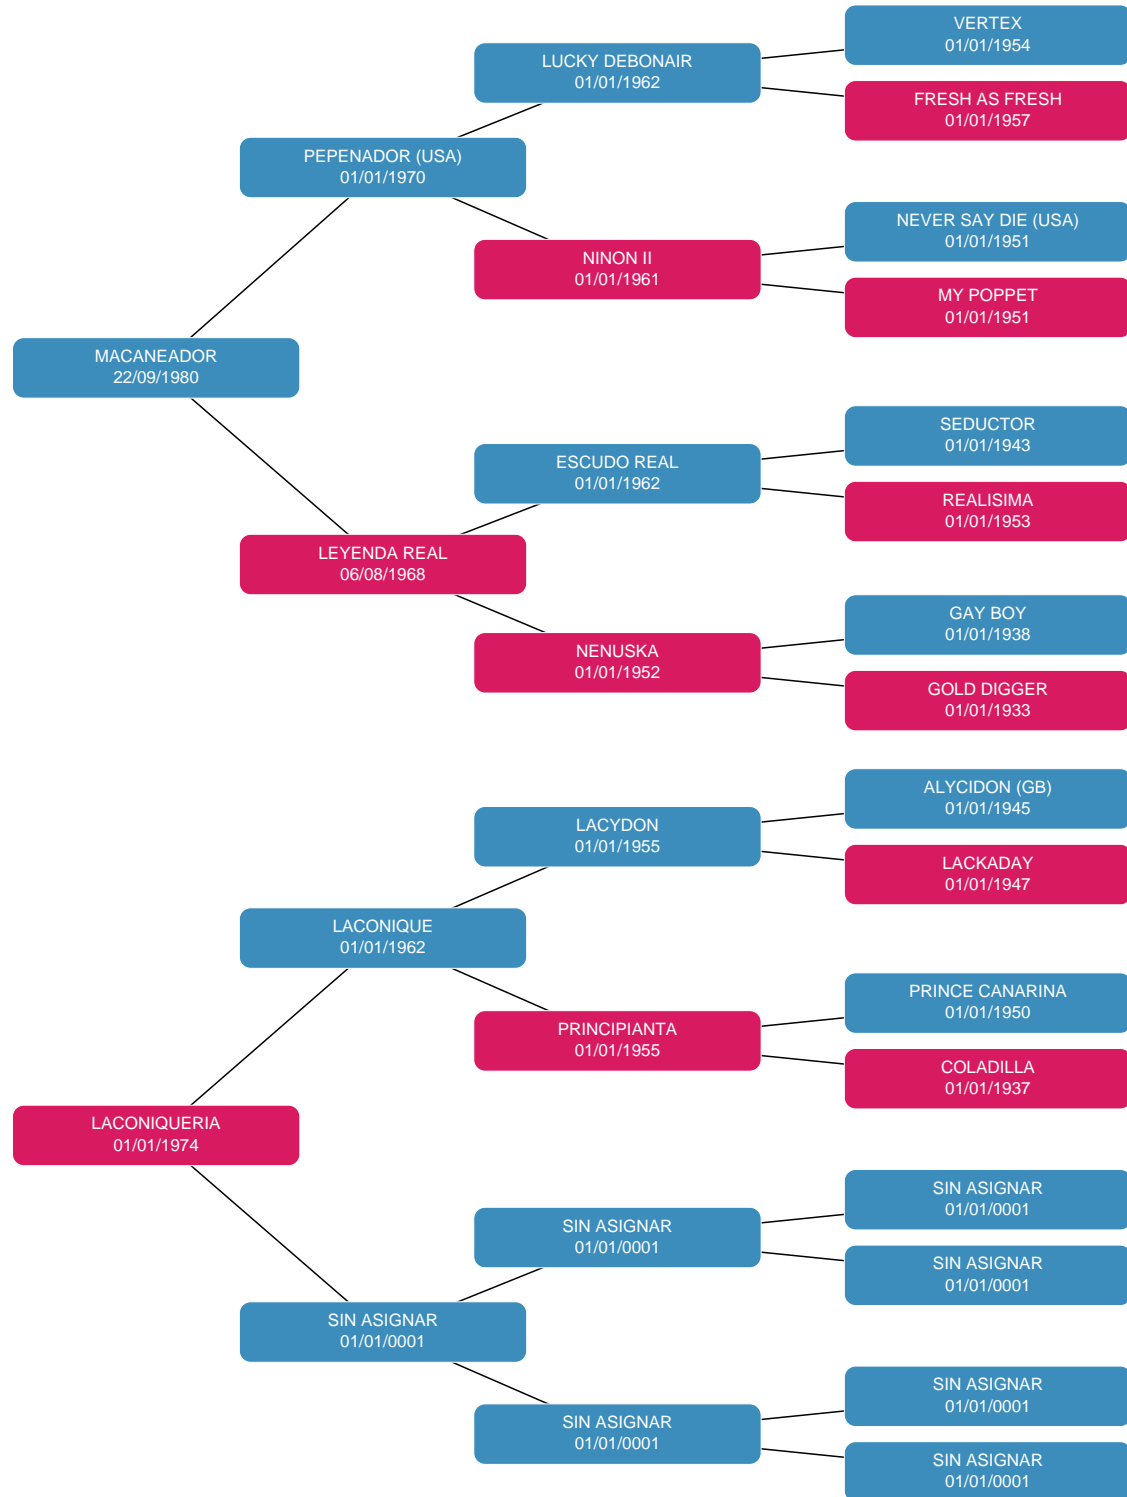 VERTEX
01/01/1954
LUCKY DEBONAIR
01/01/1962
FRESH AS FRESH
01/01/1957
PEPENADOR (USA)
01/01/1970
NEVER SAY DIE (USA)
01/01/1951
NINON II
01/01/1961
MY POPPET
01/01/1951
MACANEADOR
22/09/1980
SEDUCTOR
01/01/1943
ESCUDO REAL
01/01/1962
REALISIMA
01/01/1953
LEYENDA REAL
06/08/1968
GAY BOY
01/01/1938
NENUSKA
01/01/1952
GOLD DIGGER
01/01/1933
ALYCIDON (GB)
01/01/1945
LACYDON
01/01/1955
LACKADAY
01/01/1947
LACONIQUE
01/01/1962
PRINCE CANARINA
01/01/1950
PRINCIPIANTA
01/01/1955
COLADILLA
01/01/1937
LACONIQUERIA
01/01/1974
SIN ASIGNAR
01/01/0001
SIN ASIGNAR
01/01/0001
SIN ASIGNAR
01/01/0001
SIN ASIGNAR
01/01/0001
SIN ASIGNAR
01/01/0001
SIN ASIGNAR
01/01/0001
SIN ASIGNAR
01/01/0001